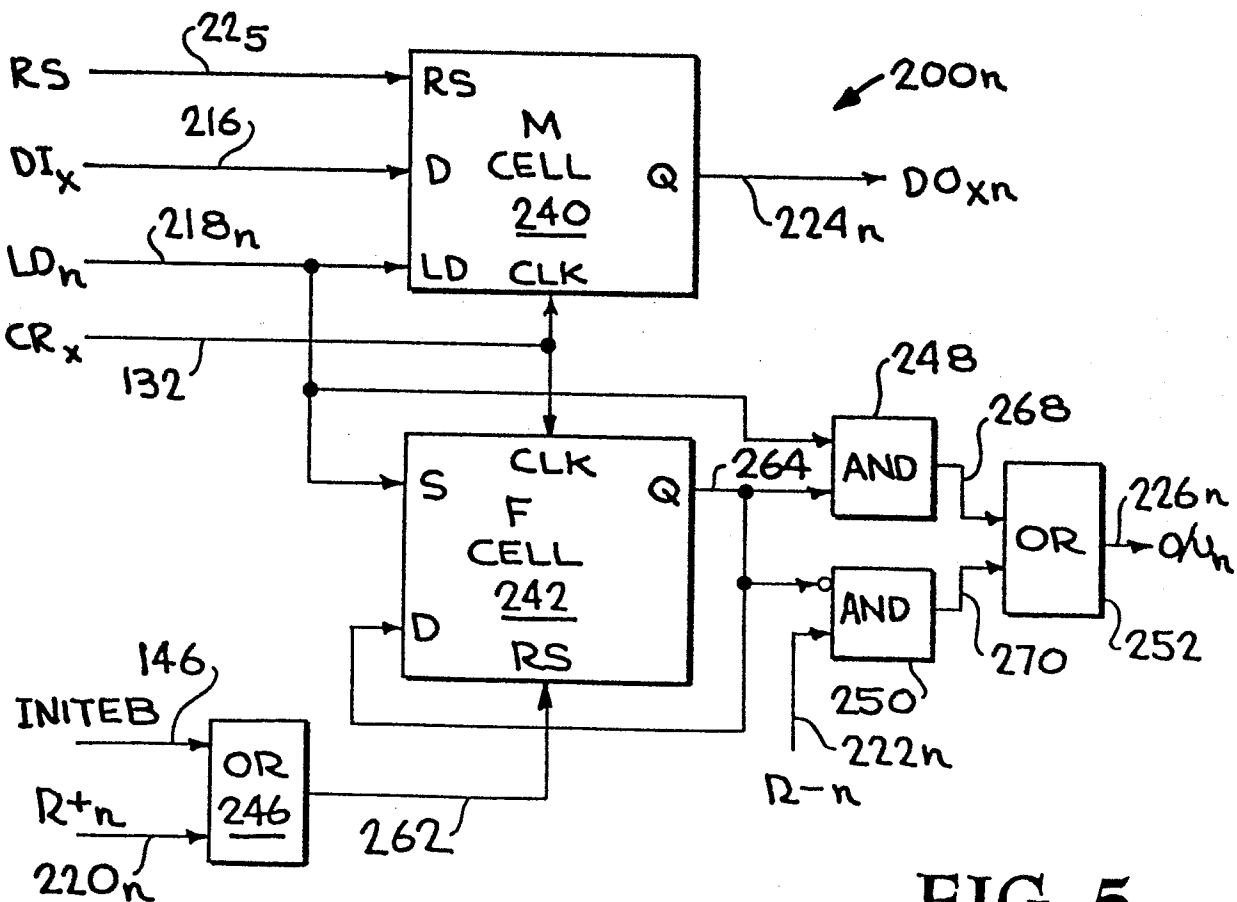 225
RS
RS
200n
M
216
DIx
D
CELL
Q
DOxn
240
224n
218n
LDn
LD
CLK
CRx
132
248
268
CLK
264
AND
S
Q
226n
F
OR
O/Un
CELL
242
AND
D
252
RS
270
146
250
INITEB
222n
OR
R-n
R+n
246
262
220n
FIG. 5